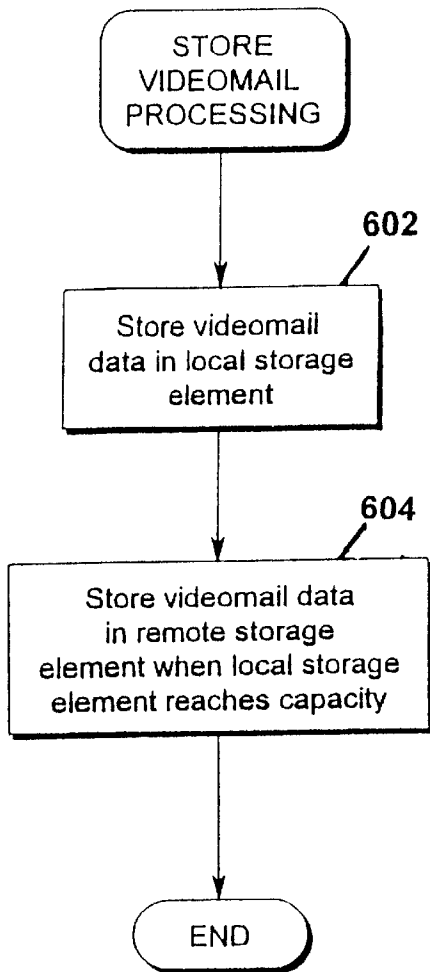 STORE
VIDEOMAIL
PROCESSING
602
Store videomail
data in local storage
element
604
Store videomail data
in remote storage
element when local storage
element reaches capacity
END